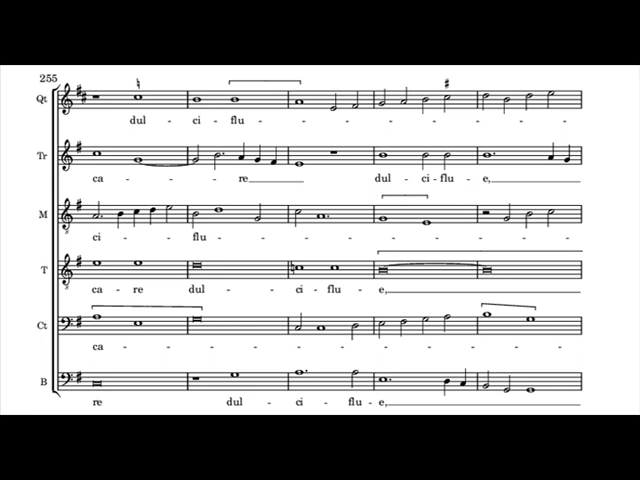 255
Qt
dul - ci - flu -
Tr
ca - re dul - ci - flu - e,
M
ci - flu -
T
ca - re dul - ci - flu - e,
Ct
ca -
B
re dul - ci - flu - e,